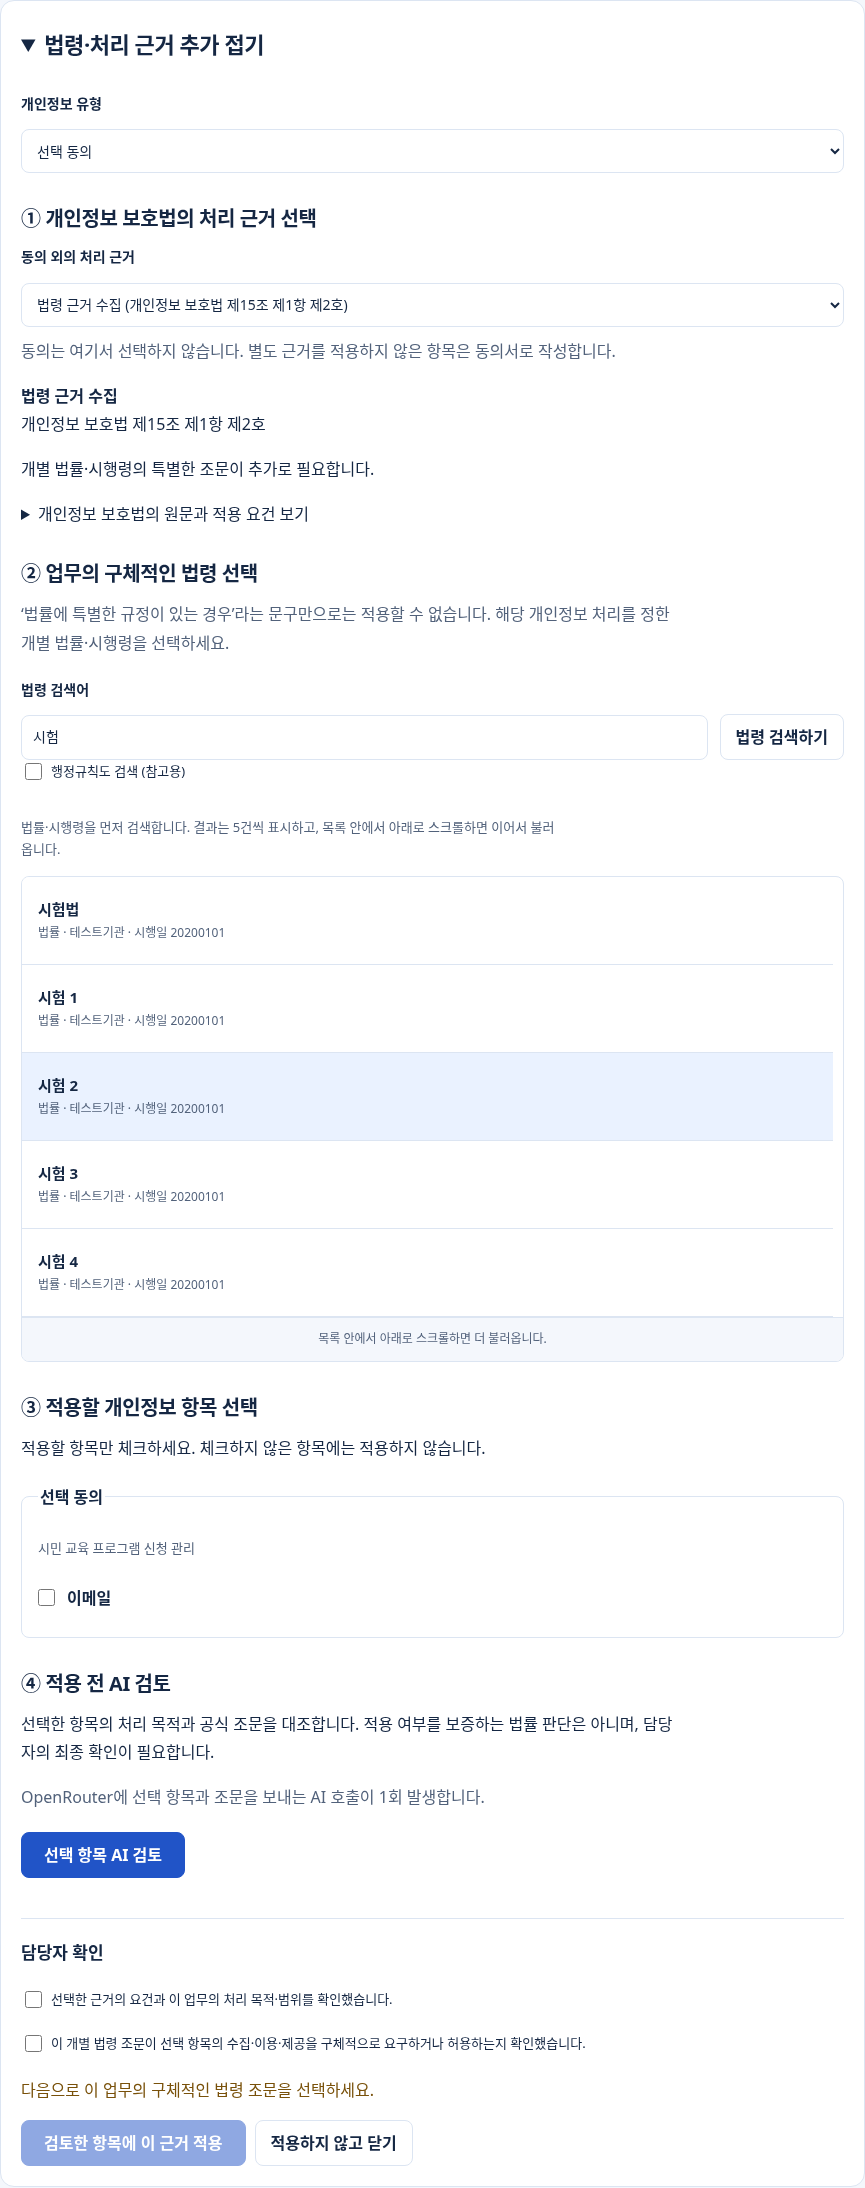 ▼ 법령·처리 근거 추가 접기
개인정보 유형
선택 동의
① 개인정보 보호법의 처리 근거 선택
동의 외의 처리 근거
법령 근거 수집 (개인정보 보호법 제15조 제1항 제2호)
동의는 여기서 선택하지 않습니다. 별도 근거를 적용하지 않은 항목은 동의서로 작성합니다.
법령 근거 수집
개인정보 보호법 제15조 제1항 제2호
개별 법률·시행령의 특별한 조문이 추가로 필요합니다.
▶ 개인정보 보호법의 원문과 적용 요건 보기
② 업무의 구체적인 법령 선택
‘법률에 특별한 규정이 있는 경우’라는 문구만으로는 적용할 수 없습니다. 해당 개인정보 처리를 정한
개별 법률·시행령을 선택하세요.
법령 검색어
시험
법령 검색하기
행정규칙도 검색 (참고용)
법률·시행령을 먼저 검색합니다. 결과는 5건씩 표시하고, 목록 안에서 아래로 스크롤하면 이어서 불러
옵니다.
시험법
법률 · 테스트기관 · 시행일 20200101
시험 1
법률 · 테스트기관 · 시행일 20200101
시험 2
법률 · 테스트기관 · 시행일 20200101
시험 3
법률 · 테스트기관 · 시행일 20200101
시험 4
법률 · 테스트기관 · 시행일 20200101
목록 안에서 아래로 스크롤하면 더 불러옵니다.
③ 적용할 개인정보 항목 선택
적용할 항목만 체크하세요. 체크하지 않은 항목에는 적용하지 않습니다.
선택 동의
시민 교육 프로그램 신청 관리
이메일
④ 적용 전 AI 검토
선택한 항목의 처리 목적과 공식 조문을 대조합니다. 적용 여부를 보증하는 법률 판단은 아니며, 담당
자의 최종 확인이 필요합니다.
OpenRouter에 선택 항목과 조문을 보내는 AI 호출이 1회 발생합니다.
선택 항목 AI 검토
담당자 확인
선택한 근거의 요건과 이 업무의 처리 목적·범위를 확인했습니다.
이 개별 법령 조문이 선택 항목의 수집·이용·제공을 구체적으로 요구하거나 허용하는지 확인했습니다.
다음으로 이 업무의 구체적인 법령 조문을 선택하세요.
검토한 항목에 이 근거 적용
적용하지 않고 닫기